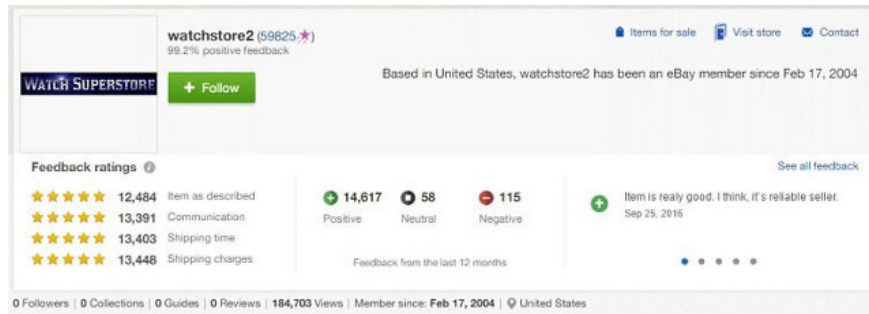 watchstore2 (59825)
99.2% positive feedback
Items for sale Visit store Contact
WATCH SUPERSTORE
+ Follow
Based in United States, watchstore2 has been an eBay member since Feb 17, 2004
Feedback ratings
See all feedback
12,484 Item as described
13,391 Communication
13,403 Shipping time
13,448 Shipping charges
14,617 58 115
Positive Neutral Negative
Feedback from the last 12 months
Item is realy good. I think, it's reliable seller.
Sep 25, 2016
0 Followers | 0 Collections | 0 Guides | 0 Reviews | 184,703 Views | Member since: Feb 17, 2004 | United States